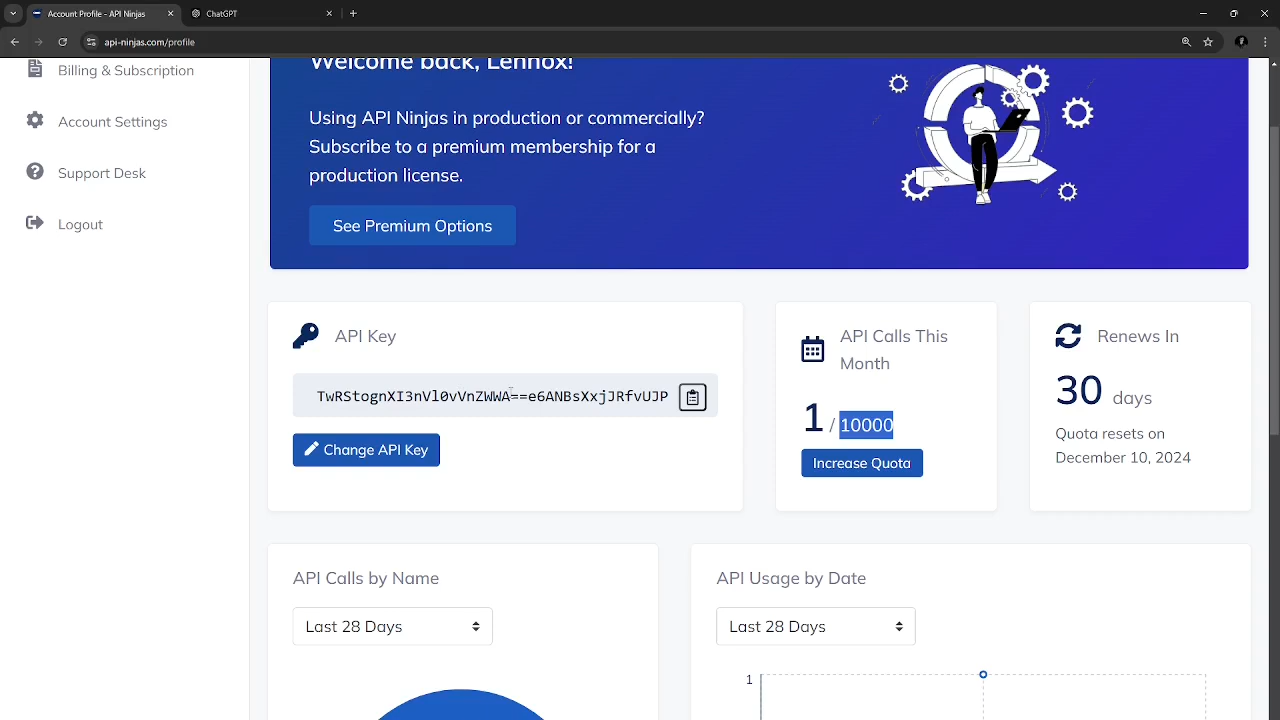 Account Profile - API Ninjas
ChatGPT
api-ninjas.com/profile
Billing & Subscription
Account Settings
Support Desk
Logout
Welcome back, Lennox!
Using API Ninjas in production or commercially?
Subscribe to a premium membership for a
production license.
See Premium Options
API Key
TwRStognXI3nVl0vVnZWWA==e6ANBsXxjJRfvUJP
Change API Key
API Calls This
Month
1 / 10000
Increase Quota
Renews In
30 days
Quota resets on
December 10, 2024
API Calls by Name
Last 28 Days
API Usage by Date
Last 28 Days
1